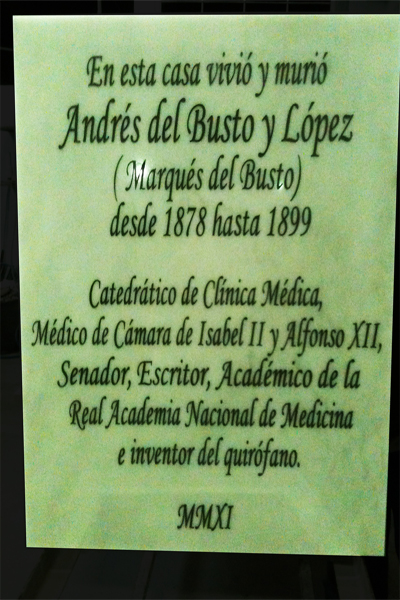 En esta casa vivió y murió
Andrés del Busto y López
( Marqués del Busto)
desde 1878 hasta 1899
Catedrático de Clínica Médica,
Médico de Cámara de Isabel II y Alfonso XII,
Senador, Escritor, Académico de la
Real Academia Nacional de Medicina
e inventor del quirófano.
MMXI